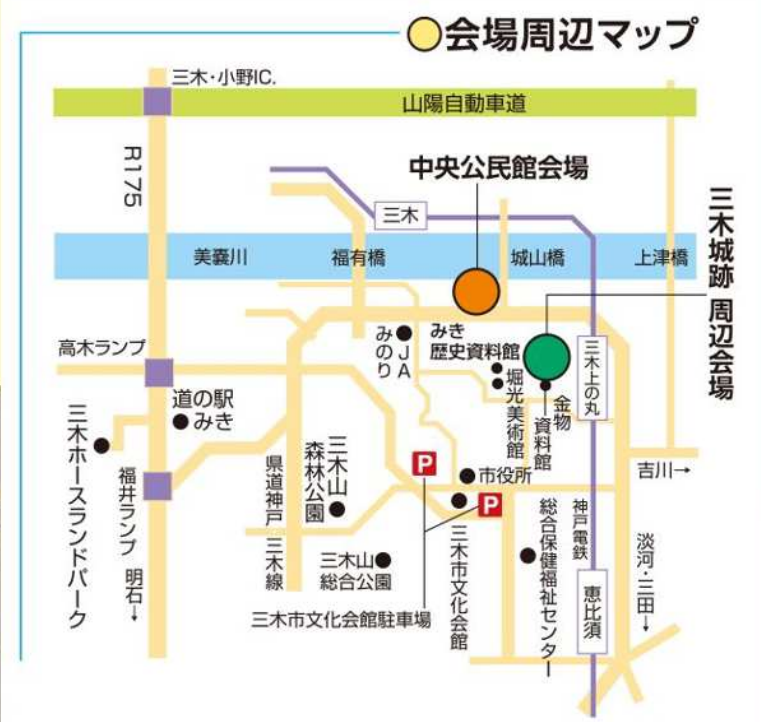 会場周辺マップ
三木・小野IC.
山陽自動車道
R175
中央公民館会場
三木
三木城跡 周辺会場
美嚢川
福有橋
城山橋
上津橋
高木ランプ
JA
みのり
みき
歴史資料館
堀光美術館
金物
資料館
三木上の丸
道の駅
みき
三木ホースランドパーク
福井ランプ
明石→
県道神戸三木線
三木山
森林公園
P
市役所
P
吉川→
三木山
総合公園
三木市文化会館
総合保健福祉センター
神戸電鉄
恵比須
淡河・三田→
三木市文化会館駐車場